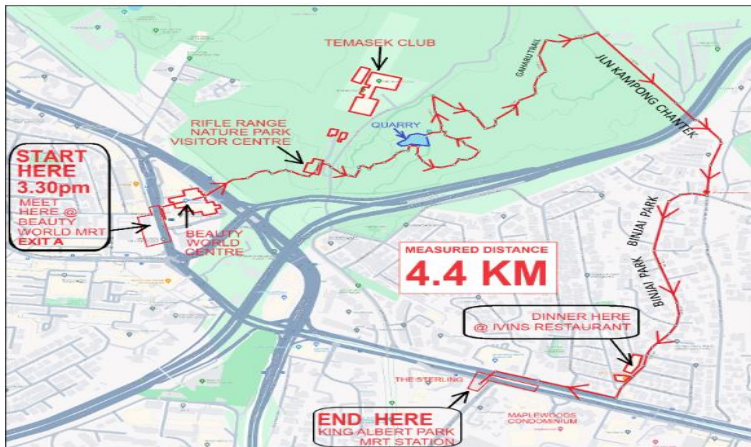 TEMASEK CLUB
GAHARU TRAIL
JLN KAMPONG CHANTEK
RIFLE RANGE
NATURE PARK
VISITOR CENTRE
QUARRY
START
HERE
3.30pm
MEET
HERE @
BEAUTY
WORLD MRT
EXIT A
BEAUTY
WORLD
CENTRE
MEASURED DISTANCE
4.4 KM
BINJAI PARK
BINJAI PARK
DINNER HERE
@ IVINS RESTAURANT
THE STERLING
END HERE
KING ALBERT PARK
MRT STATION
MAPLEWOODS
CONDOMINIUM